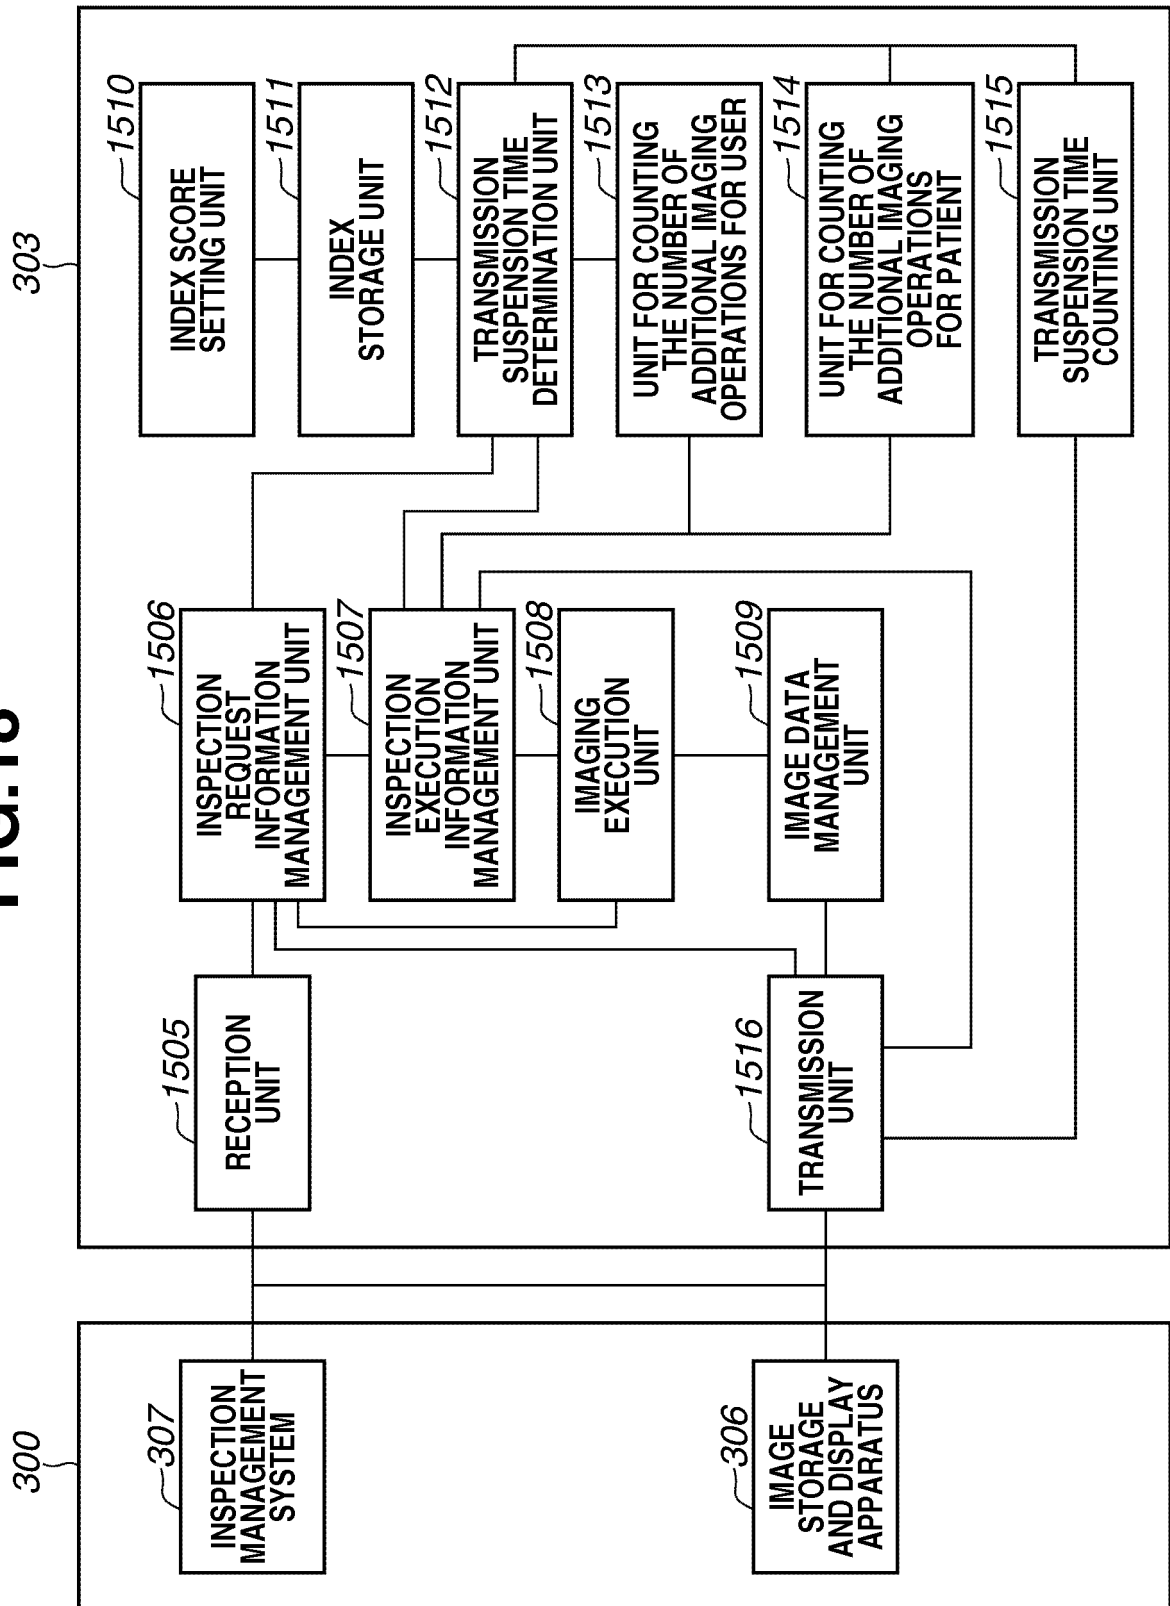 300
303
307
INSPECTION
MANAGEMENT
SYSTEM
306
IMAGE
STORAGE
AND DISPLAY
APPARATUS
1505
RECEPTION
UNIT
1516
TRANSMISSION
UNIT
1506
INSPECTION
REQUEST
INFORMATION
MANAGEMENT UNIT
1507
INSPECTION
EXECUTION
INFORMATION
MANAGEMENT UNIT
1508
IMAGING
EXECUTION
UNIT
1509
IMAGE DATA
MANAGEMENT
UNIT
1510
INDEX SCORE
SETTING UNIT
1511
INDEX
STORAGE UNIT
1512
TRANSMISSION
SUSPENSION TIME
DETERMINATION UNIT
1513
UNIT FOR COUNTING
THE NUMBER OF
ADDITIONAL IMAGING
OPERATIONS FOR USER
1514
UNIT FOR COUNTING
THE NUMBER OF
ADDITIONAL IMAGING
OPERATIONS
FOR PATIENT
1515
TRANSMISSION
SUSPENSION TIME
COUNTING UNIT